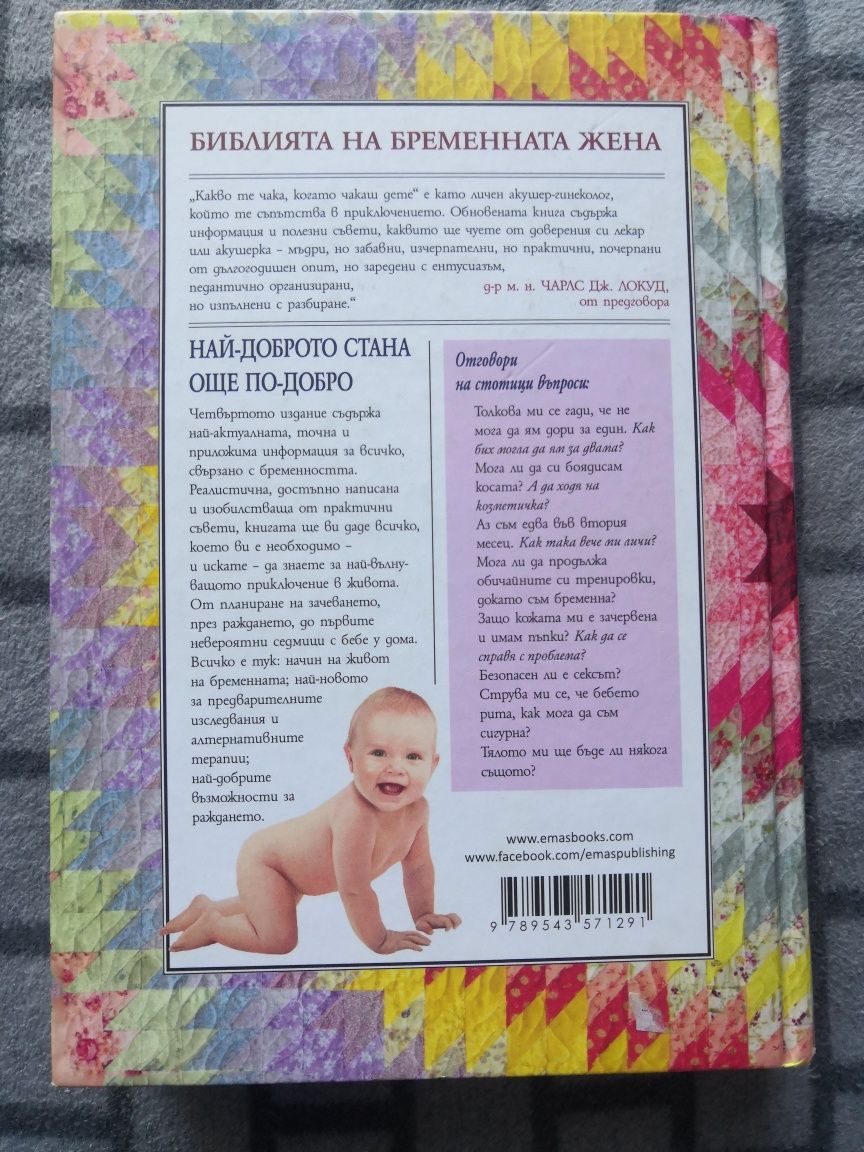 БИБЛИЯТА НА БРЕМЕННАТА ЖЕНА
„Какво те чака, когато чакаш дете“ е като личен акушер-гинеколог,
който те съпътства в приключението. Обновената книга съдържа
информация и полезни съвети, каквито ще чуете от доверения си лекар
или акушерка – мъдри, но забавни, изчерпателни, но практични, почерпани
от дългогодишен опит, но заредени с ентусиазъм,
педантично организирани,
но изпълнени с разбиране.“
д-р м. н. ЧАРЛС Дж. ЛОКУД,
от предговора
НАЙ-ДОБРОТО СТАНА
ОЩЕ ПО-ДОБРО
Четвъртото издание съдържа
най-актуалната, точна и
приложима информация за всичко,
свързано с бременността.
Реалистична, достъпно написана
и изобилстваща от практични
съвети, книгата ще ви даде всичко,
което ви е необходимо –
и искате – да знаете за най-вълну-
ващото приключение в живота.
От планиране на зачеването,
през раждането, до първите
невероятни седмици с бебе у дома.
Всичко е тук: начин на живот
на бременната; най-новото
за предварителните
изследвания и
алтернативните
терапии;
най-добрите
възможности за
раждането.
Отговори
на стотици въпроси:
Толкова ми се гади, че не
мога да ям дори за един. Как
бих могла да ям за двама?
Мога ли да си боядисам
косата? А да ходя на
козметичка?
Аз съм едва във втория
месец. Как така вече ми личи?
Мога ли да продължа
обичайните си тренировки,
докато съм бременна?
Защо кожата ми е зачервена
и имам пъпки? Как да се
справя с проблема?
Безопасен ли е сексът?
Струва ми се, че бебето
рита, как мога да съм
сигурна?
Тялото ми ще бъде ли някога
същото?
www.emasbooks.com
www.facebook.com/emaspublishing
9 789543 571291